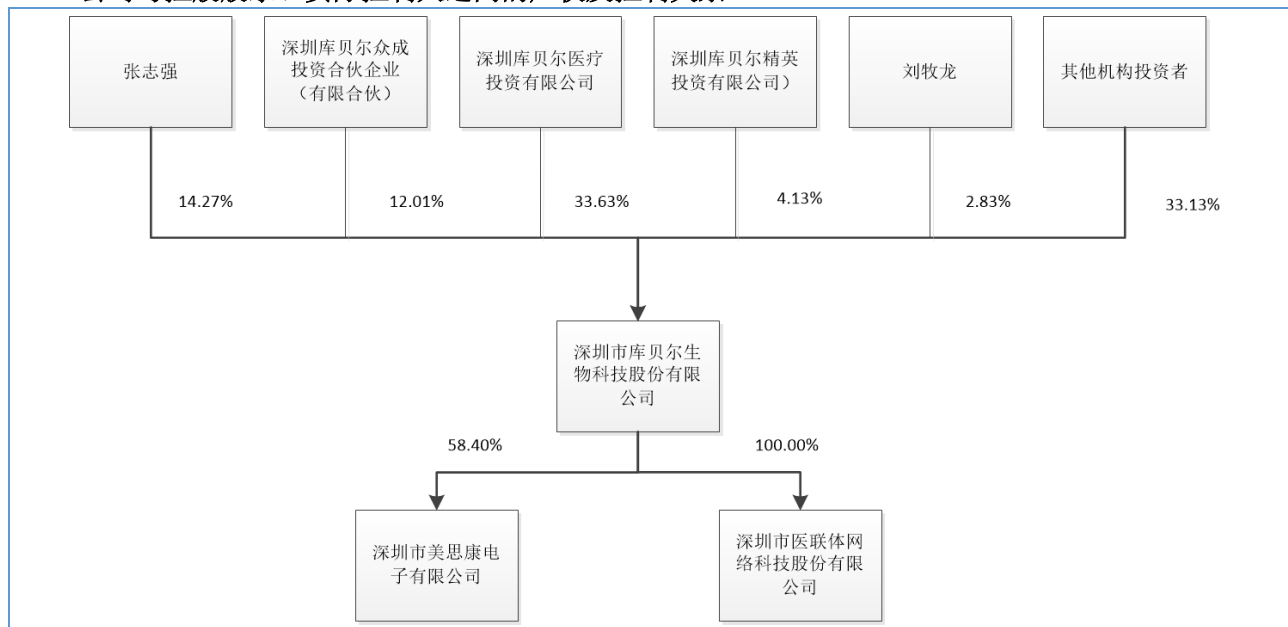 张志强
深圳库贝尔众成
投资合伙企业
（有限合伙）
深圳库贝尔医疗
投资有限公司
深圳库贝尔精英
投资有限公司）
刘牧龙
其他机构投资者
14.27%
12.01%
33.63%
4.13%
2.83%
33.13%
深圳市库贝尔生
物科技股份有限
公司
58.40%
100.00%
深圳市美思康电
子有限公司
深圳市医联体网
络科技股份有限
公司